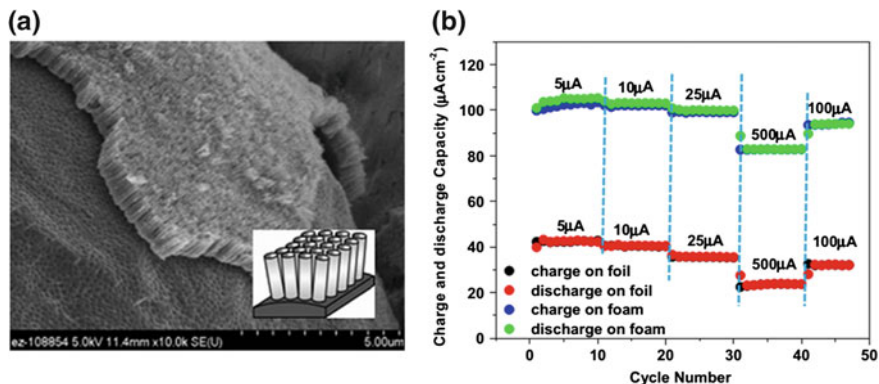 (a)
ez-108854 5.0kV 11.4mm x10.0k SE(U)
5.00um
(b)
Charge and discharge Capacity (μAcm⁻²)
120
100
80
60
40
20
0
5μA
10μA
25μA
500μA
100μA
5μA
10μA
25μA
500μA
100μA
charge on foil
discharge on foil
charge on foam
discharge on foam
0
10
20
30
40
50
Cycle Number